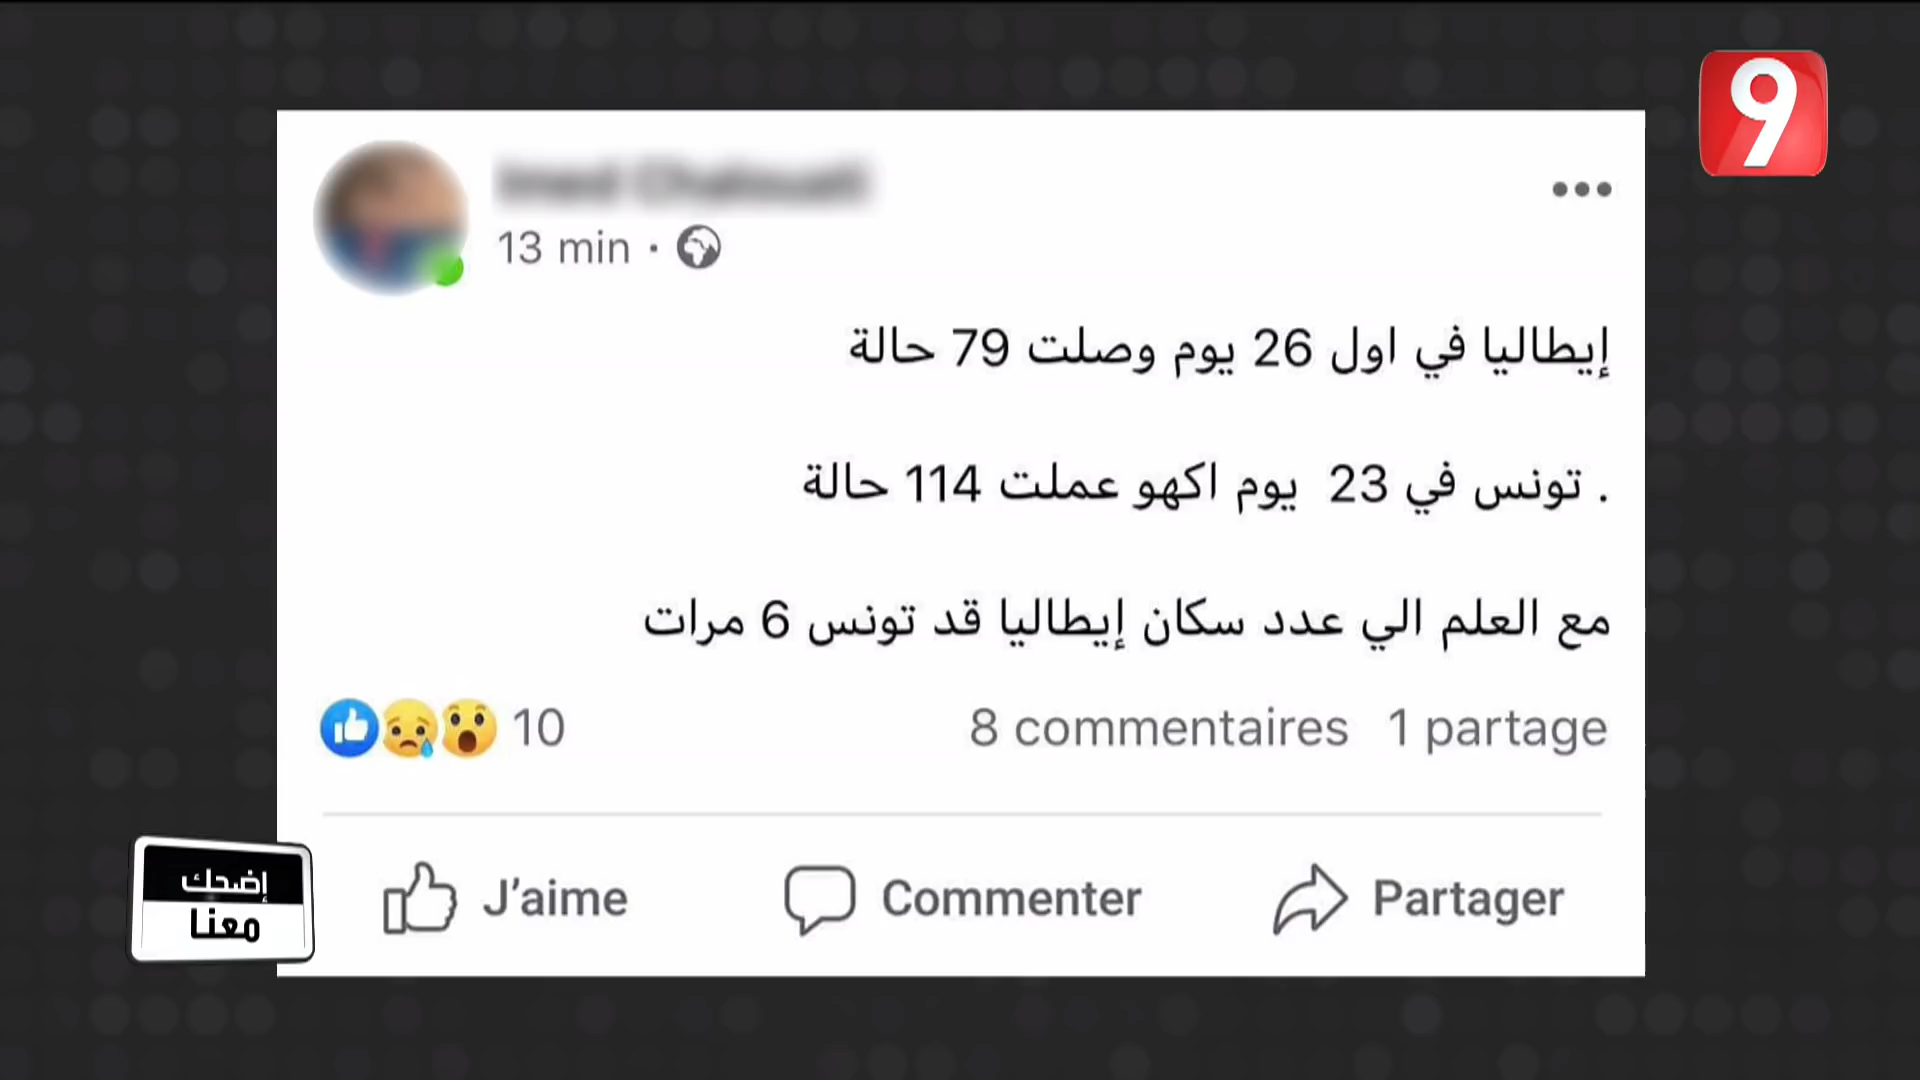 9
13 min ·
إيطاليا في اول 26 يوم وصلت 79 حالة
. تونس في 23 يوم اكهو عملت 114 حالة
مع العلم الي عدد سكان إيطاليا قد تونس 6 مرات
10
8 commentaires 1 partage
J’aime Commenter Partager
إضحك
معنا